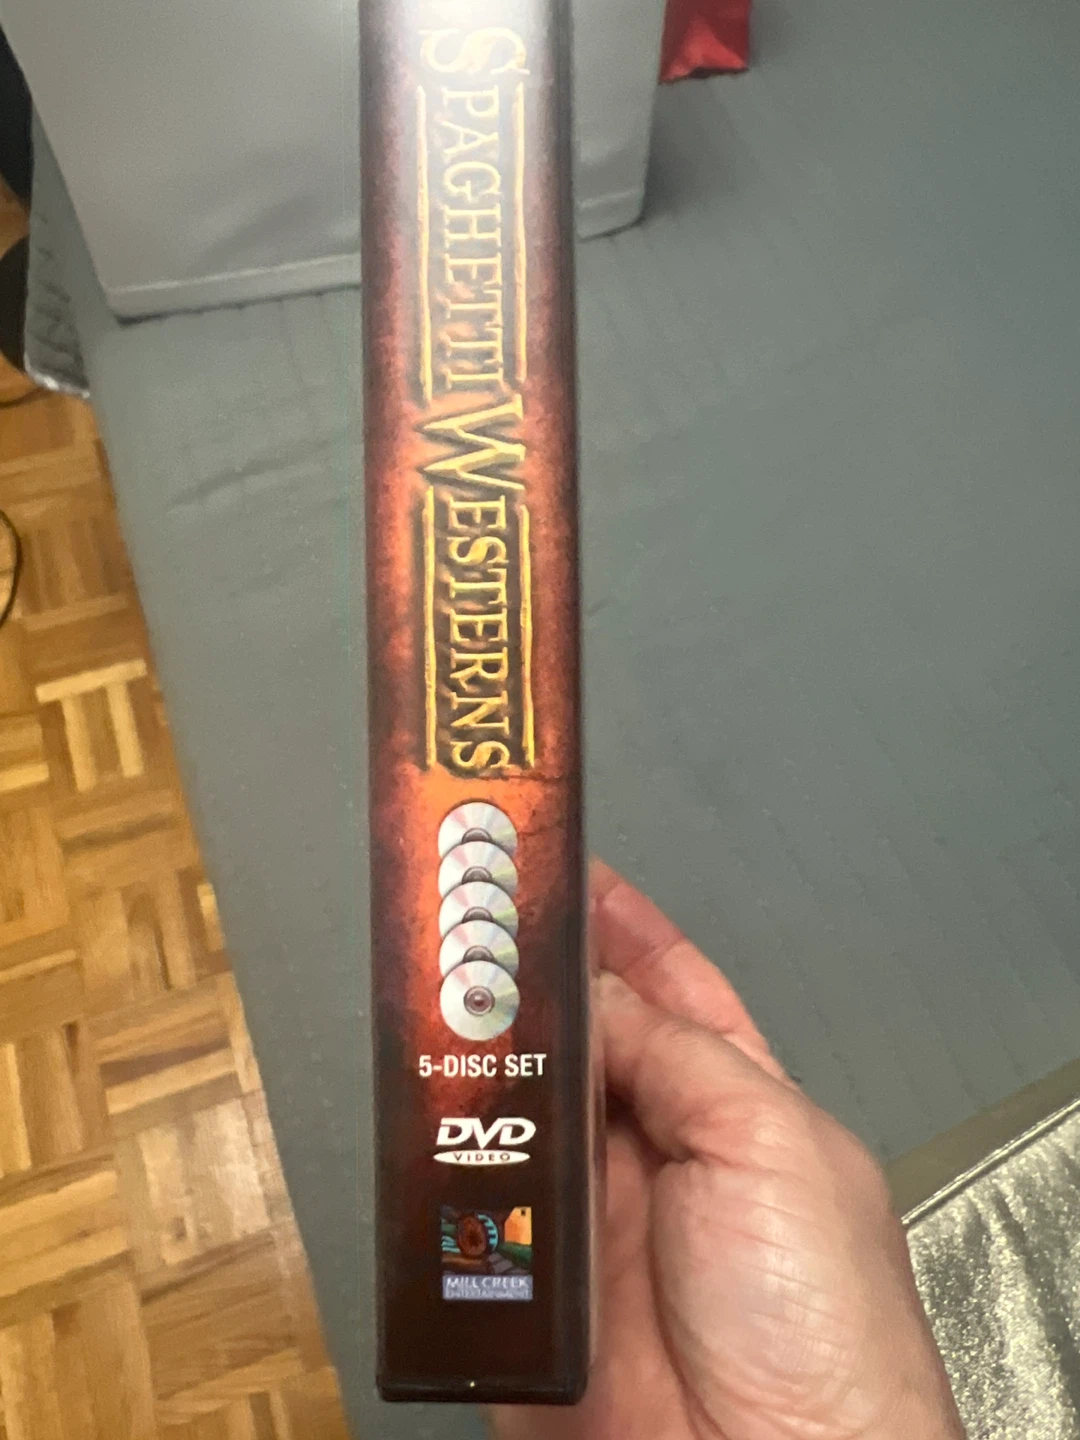 SPAGHETTI WESTERNS
5-DISC SET
DVD
VIDEO
MILL CREEK
ENTERTAINMENT